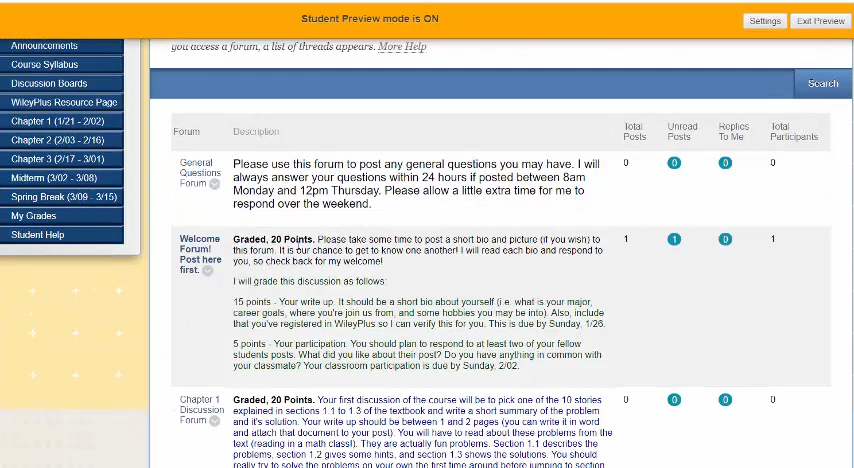 Student Preview mode is ON
Settings
Exit Preview
Announcements
Course Syllabus
Discussion Boards
WileyPlus Resource Page
Chapter 1 (1/21 - 2/02)
Chapter 2 (2/03 - 2/16)
Chapter 3 (2/17 - 3/01)
Midterm (3/02 - 3/08)
Spring Break (3/09 - 3/15)
My Grades
Student Help
you access a forum, a list of threads appears. More Help
Search
Forum
Description
Total
Posts
Unread
Posts
Replies
To Me
Total
Participants
General
Questions
Forum
Please use this forum to post any general questions you may have. I will
always answer your questions within 24 hours if posted between 8am
Monday and 12pm Thursday. Please allow a little extra time for me to
respond over the weekend.
0
0
0
0
Welcome
Forum!
Post here
first.
Graded, 20 Points. Please take some time to post a short bio and picture (if you wish) to
this forum. It is our chance to get to know one another! I will read each bio and respond to
you, so check back for my welcome!
I will grade this discussion as follows:
15 points - Your write up. It should be a short bio about yourself (i.e. what is your major,
career goals, where you're join us from, and some hobbies you may be into). Also, include
that you've registered in WileyPlus so I can verify this for you. This is due by Sunday, 1/26.
5 points - Your participation. You should plan to respond to at least two of your fellow
students posts. What did you like about their post? Do you have anything in common with
your classmate? Your classroom participation is due by Sunday, 2/02.
1
1
0
1
Chapter 1
Discussion
Forum
Graded, 20 Points. Your first discussion of the course will be to pick one of the 10 stories
explained in sections 1.1 to 1.3 of the textbook and write a short summary of the problem
and it's solution. Your write up should be between 1 and 2 pages (you can write it in word
and attach that document to your post). You will have to read about these problems from the
text (reading in a math class!). They are actually fun problems. Section 1.1 describes the
problems, section 1.2 gives some hints, and section 1.3 shows the solutions. You should
really try to solve the problems on your own the first time around before jumping to section
0
0
0
0